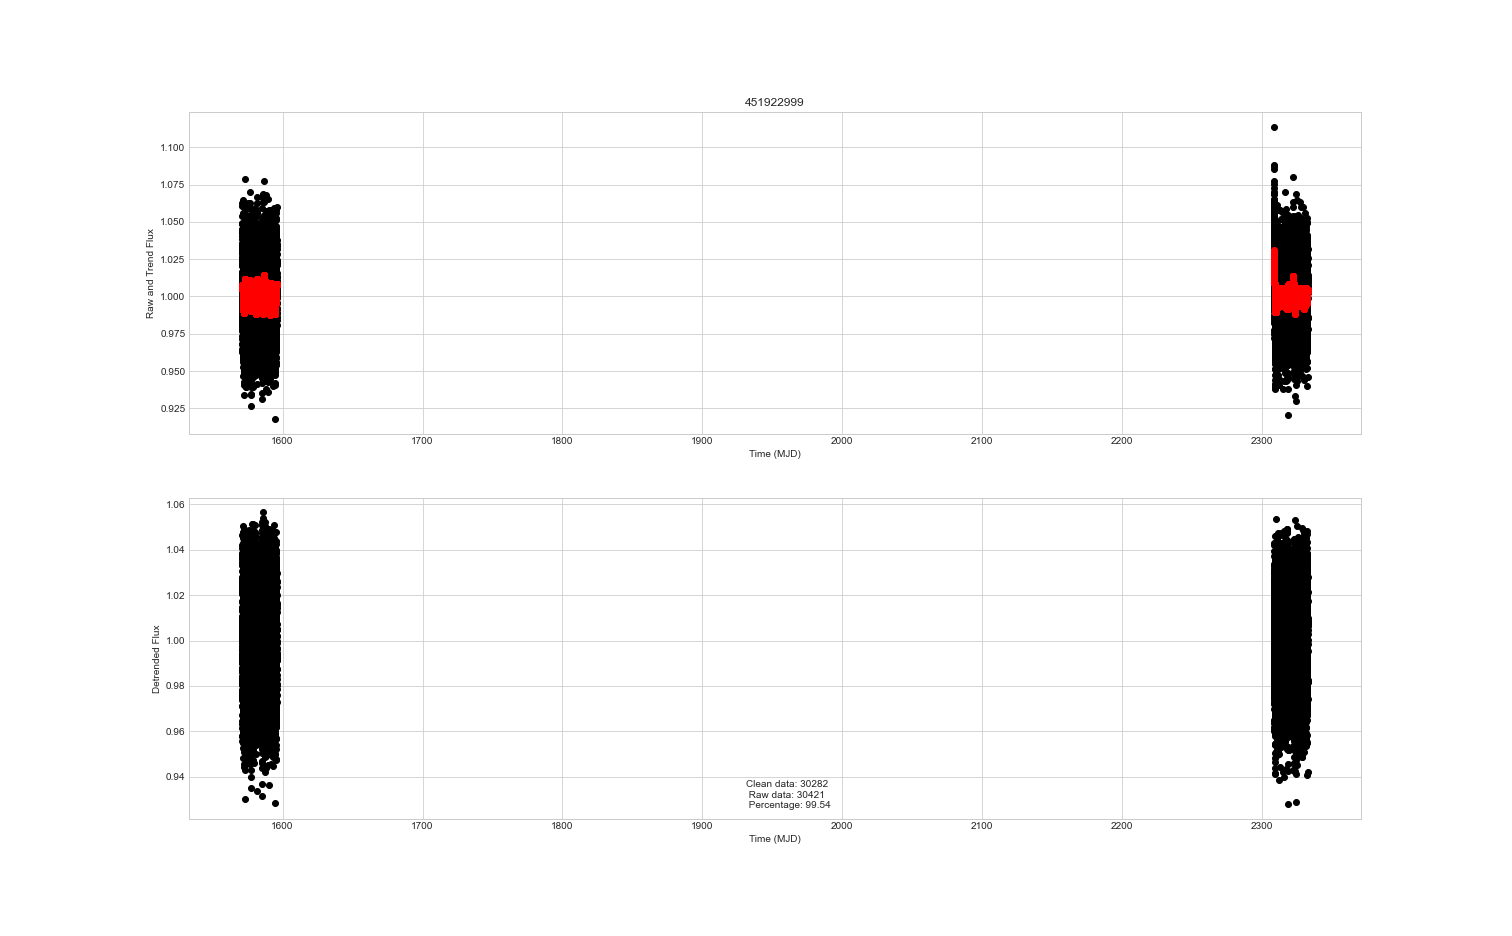 451922999
1.100
1.075
1.050
1.025
1.000
0.975
0.950
0.925
Raw and Trend Flux
1600 1700 1800 1900 2000 2100 2200 2300
Time (MJD)
1.06
1.04
1.02
1.00
0.98
0.96
0.94
Detrended Flux
Clean data: 30282
Raw data: 30421
Percentage: 99.54
1600 1700 1800 1900 2000 2100 2200 2300
Time (MJD)